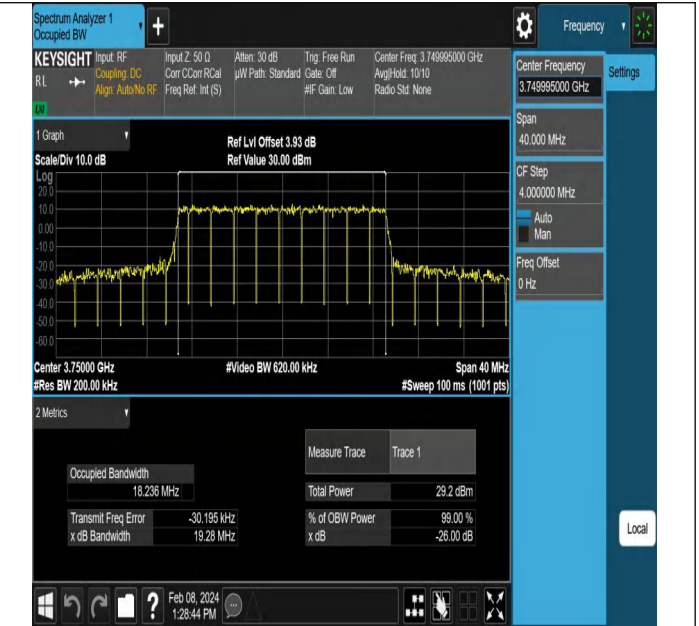 Spectrum Analyzer 1
Occupied BW
Frequency
KEYSIGHT
R L
LXI
Input: RF
Coupling: DC
Align: Auto/No RF
Input Z: 50 Ω
Corr CCorr RCal
Freq Ref: Int (S)
Atten: 30 dB
µW Path: Standard
Trig: Free Run
Gate: Off
#IF Gain: Low
Center Freq: 3.749995000 GHz
Avg|Hold: 10/10
Radio Std: None
Center Frequency
3.749995000 GHz
Settings
Span
40.000 MHz
CF Step
4.000000 MHz
Auto
Man
Freq Offset
0 Hz
Local
1 Graph
Scale/Div 10.0 dB
Ref Lvl Offset 3.93 dB
Ref Value 30.00 dBm
Log
20.0
10.0
0.00
-10.0
-20.0
-30.0
-40.0
-50.0
-60.0
Center 3.75000 GHz
#Video BW 620.00 kHz
Span 40 MHz
#Res BW 200.00 kHz
#Sweep 100 ms (1001 pts)
2 Metrics
Measure Trace Trace 1
Occupied Bandwidth
18.236 MHz
Total Power 29.2 dBm
Transmit Freq Error -30.195 kHz
% of OBW Power 99.00 %
x dB Bandwidth 19.28 MHz
x dB -26.00 dB
?
Feb 08, 2024
1:28:44 PM